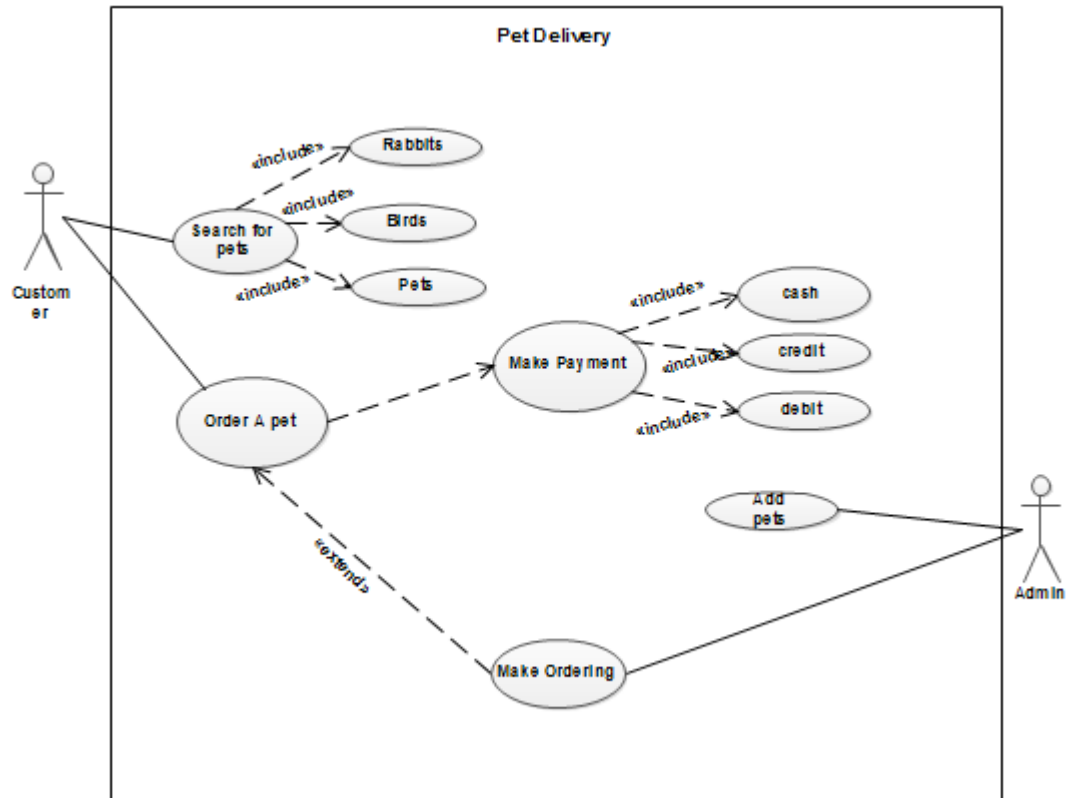 Pet Delivery
«include»
Rabbits
«include»
Birds
Search for
pets
«include»
Pets
Custom
er
«include»
cash
Make Payment
«include»
credit
«include»
debit
Order A pet
Add
pets
«extend»
Admin
Make Ordering